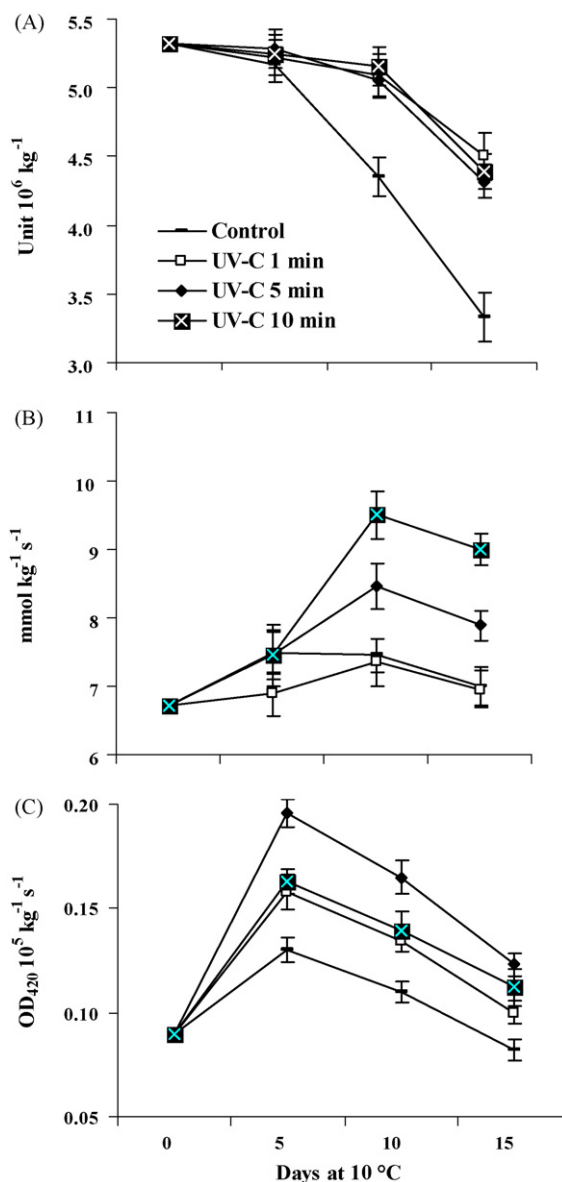 (A)
5.5
5.0
4.5
4.0
3.5
3.0
Unit 10⁶ kg⁻¹
Control
UV-C 1 min
UV-C 5 min
UV-C 10 min
(B)
11
10
9
8
7
6
mmol kg⁻¹ s⁻¹
(C)
0.20
0.15
0.10
0.05
OD₄₂₀ 10⁵ kg⁻¹ s⁻¹
0 5 10 15
Days at 10 °C